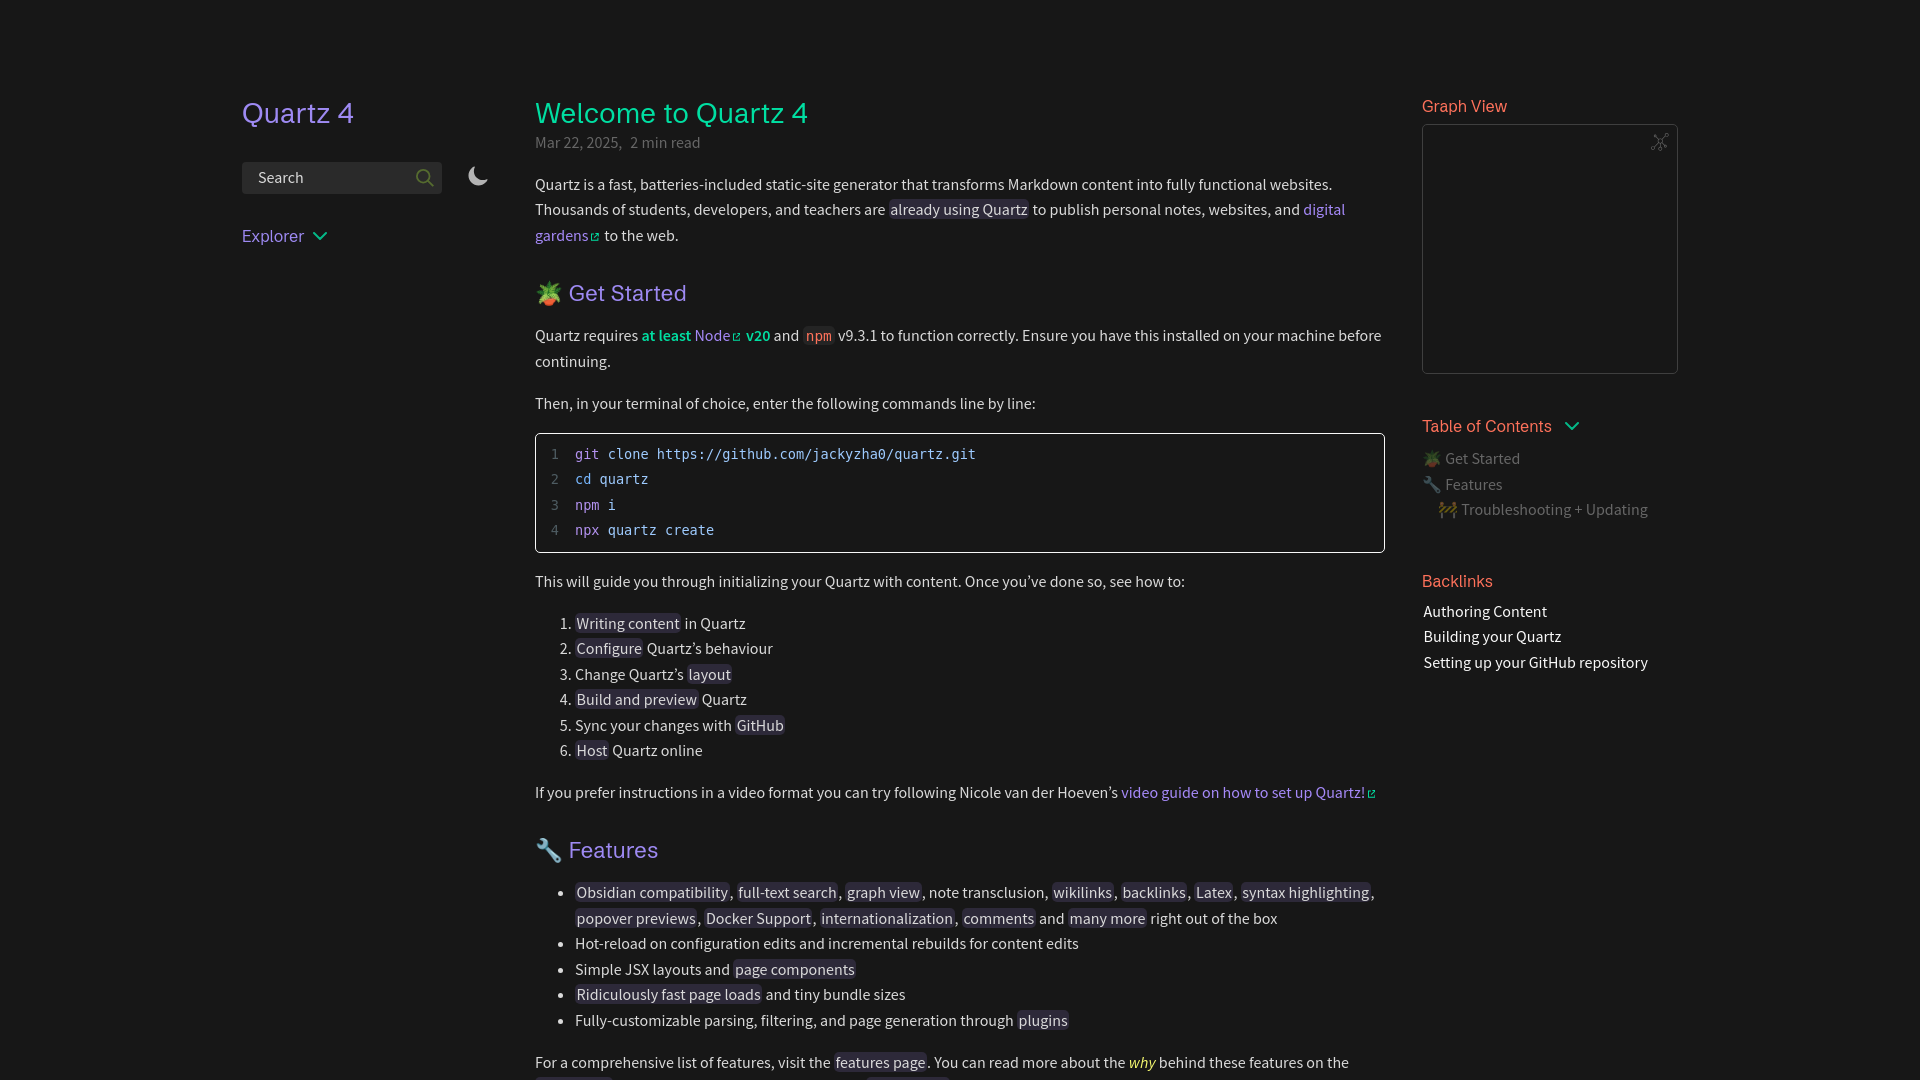 Quartz 4
Search
Explorer
Welcome to Quartz 4
Mar 22, 2025, 2 min read
Quartz is a fast, batteries-included static-site generator that transforms Markdown content into fully functional websites.
Thousands of students, developers, and teachers are already using Quartz to publish personal notes, websites, and digital
gardens to the web.
🪴 Get Started
Quartz requires at least Node v20 and npm v9.3.1 to function correctly. Ensure you have this installed on your machine before
continuing.
Then, in your terminal of choice, enter the following commands line by line:
1 git clone https://github.com/jackyzha0/quartz.git
2 cd quartz
3 npm i
4 npx quartz create
This will guide you through initializing your Quartz with content. Once you’ve done so, see how to:
1. Writing content in Quartz
2. Configure Quartz’s behaviour
3. Change Quartz’s layout
4. Build and preview Quartz
5. Sync your changes with GitHub
6. Host Quartz online
If you prefer instructions in a video format you can try following Nicole van der Hoeven’s video guide on how to set up Quartz!
🔧 Features
• Obsidian compatibility, full-text search, graph view, note transclusion, wikilinks, backlinks, Latex, syntax highlighting,
popover previews, Docker Support, internationalization, comments and many more right out of the box
• Hot-reload on configuration edits and incremental rebuilds for content edits
• Simple JSX layouts and page components
• Ridiculously fast page loads and tiny bundle sizes
• Fully-customizable parsing, filtering, and page generation through plugins
For a comprehensive list of features, visit the features page. You can read more about the why behind these features on the
Graph View
Table of Contents
🪴 Get Started
🔧 Features
🚧 Troubleshooting + Updating
Backlinks
Authoring Content
Building your Quartz
Setting up your GitHub repository